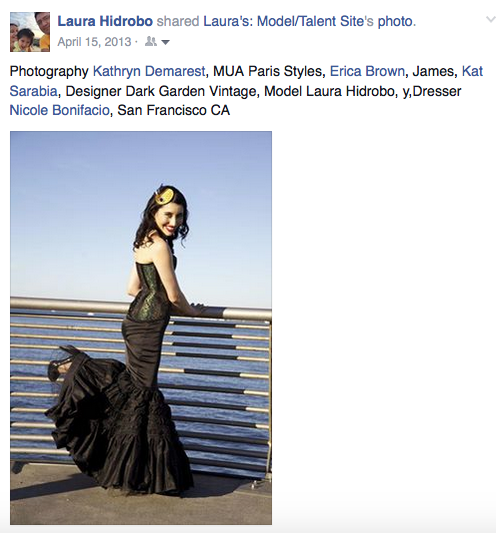 Laura Hidrobo shared Laura's: Model/Talent Site's photo.
April 15, 2013 ·
Photography Kathryn Demarest, MUA Paris Styles, Erica Brown, James, Kat
Sarabia, Designer Dark Garden Vintage, Model Laura Hidrobo, y,Dresser
Nicole Bonifacio, San Francisco CA